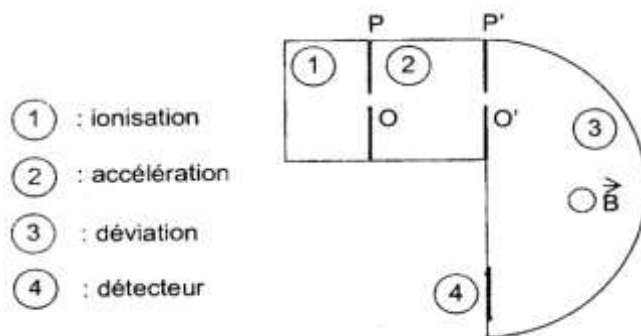 P P'
1 2
O O' 3
B
4
1 : ionisation
2 : accélération
3 : déviation
4 : détecteur